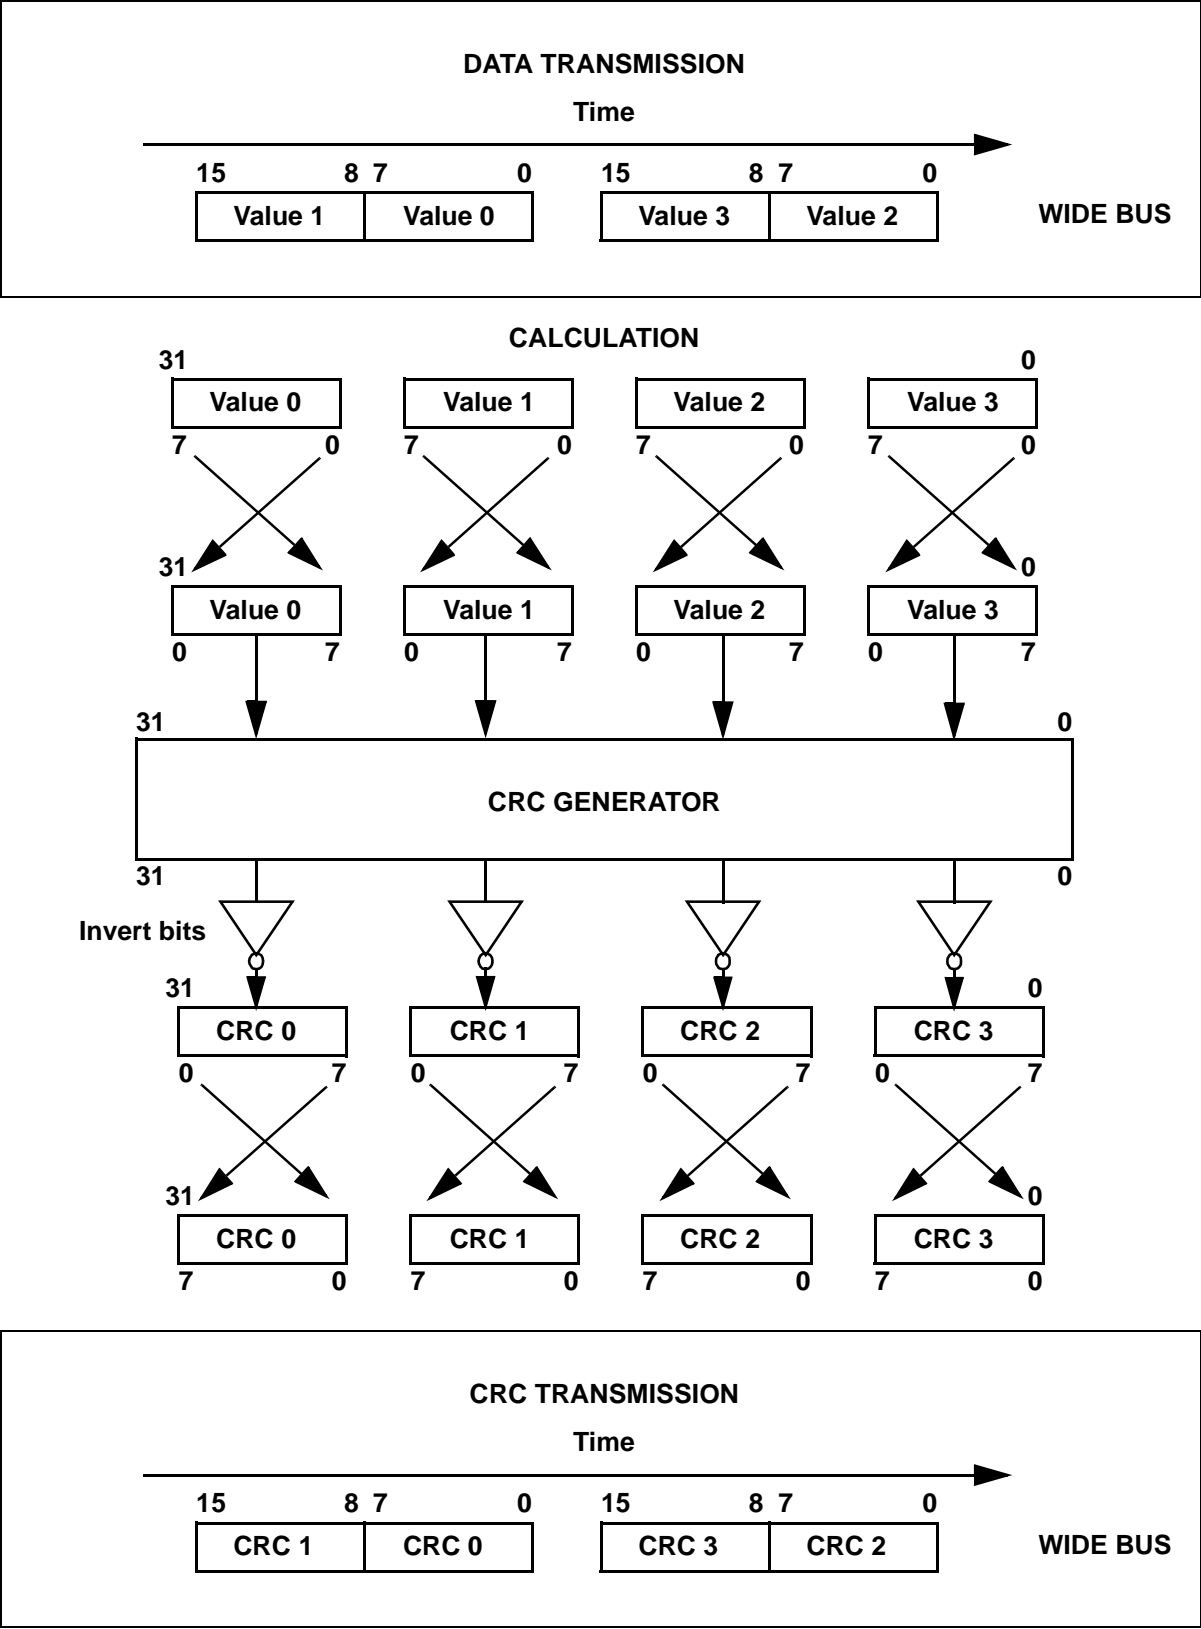 DATA TRANSMISSION
Time
15 8 7 0 15 8 7 0
Value 1 Value 0 Value 3 Value 2 WIDE BUS
CALCULATION
31 0
Value 0 Value 1 Value 2 Value 3
7 0 7 0 7 0 7 0
31 0
Value 0 Value 1 Value 2 Value 3
0 7 0 7 0 7 0 7
31 0
CRC GENERATOR
31 0
Invert bits
31 0
CRC 0 CRC 1 CRC 2 CRC 3
0 7 0 7 0 7 0 7
31 0
CRC 0 CRC 1 CRC 2 CRC 3
7 0 7 0 7 0 7 0
CRC TRANSMISSION
Time
15 8 7 0 15 8 7 0
CRC 1 CRC 0 CRC 3 CRC 2 WIDE BUS